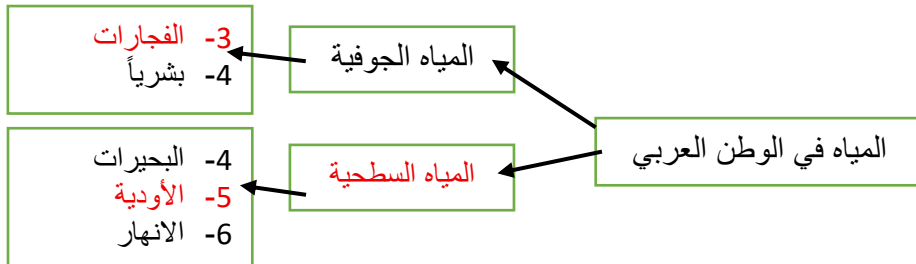 المياه في الوطن العربي
المياه الجوفية
3- الفجارات
4- بشرياً
المياه السطحية
4- البحيرات
5- الأودية
6- الانهار